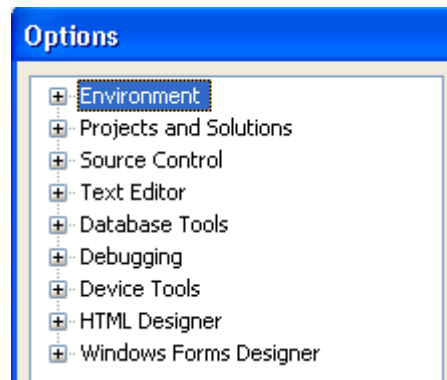 Options
Environment
Projects and Solutions
Source Control
Text Editor
Database Tools
Debugging
Device Tools
HTML Designer
Windows Forms Designer